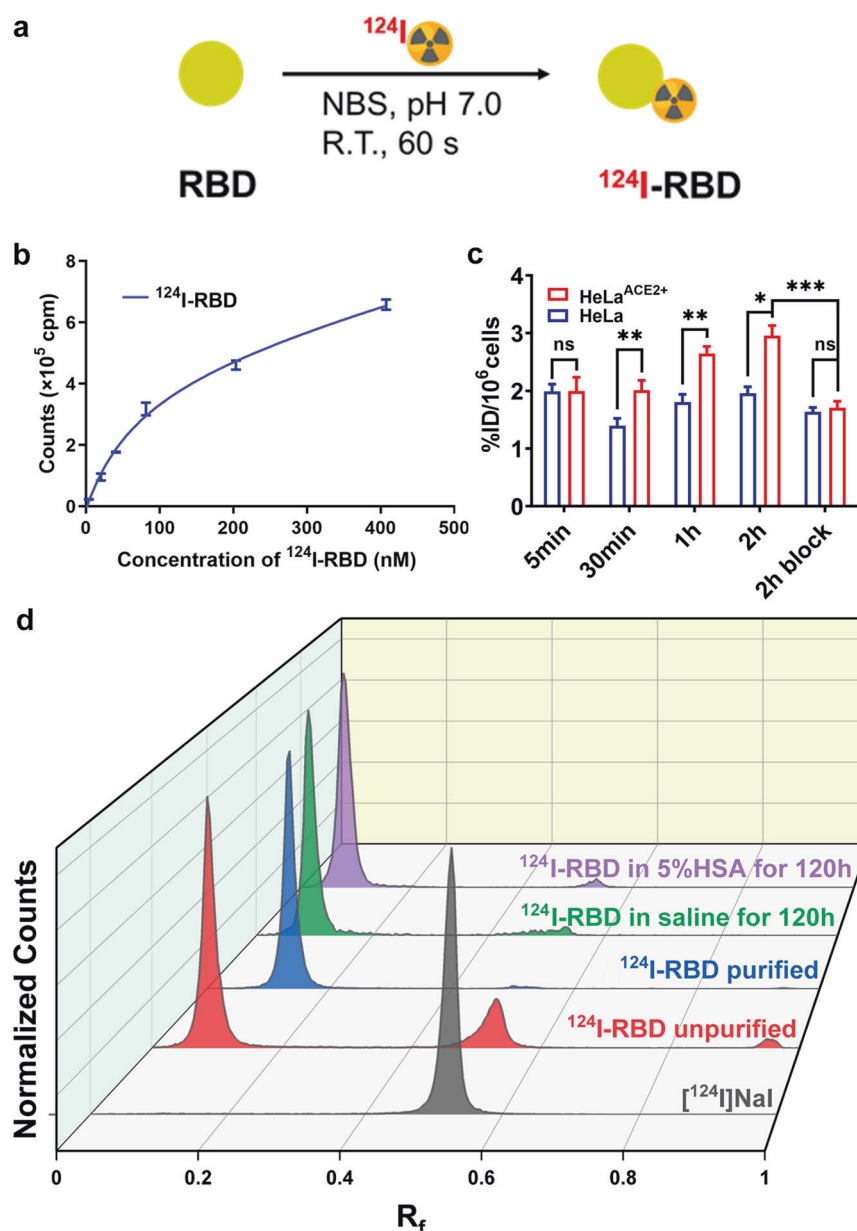 a
¹²⁴I
NBS, pH 7.0
R.T., 60 s
RBD
¹²⁴I-RBD
b
Counts (×10⁵ cpm)
8
6
4
2
0
¹²⁴I-RBD
0 100 200 300 400 500
Concentration of ¹²⁴I-RBD (nM)
c
%ID/10⁶cells
4
3
2
1
0
HeLaᴬᶜᴱ²⁺
HeLa
ns
**
**
*
***
ns
5min
30min
1h
2h
2h block
d
Normalized Counts
¹²⁴I-RBD in 5%HSA for 120h
¹²⁴I-RBD in saline for 120h
¹²⁴I-RBD purified
¹²⁴I-RBD unpurified
[¹²⁴I]NaI
0 0.2 0.4 0.6 0.8 1
R_f